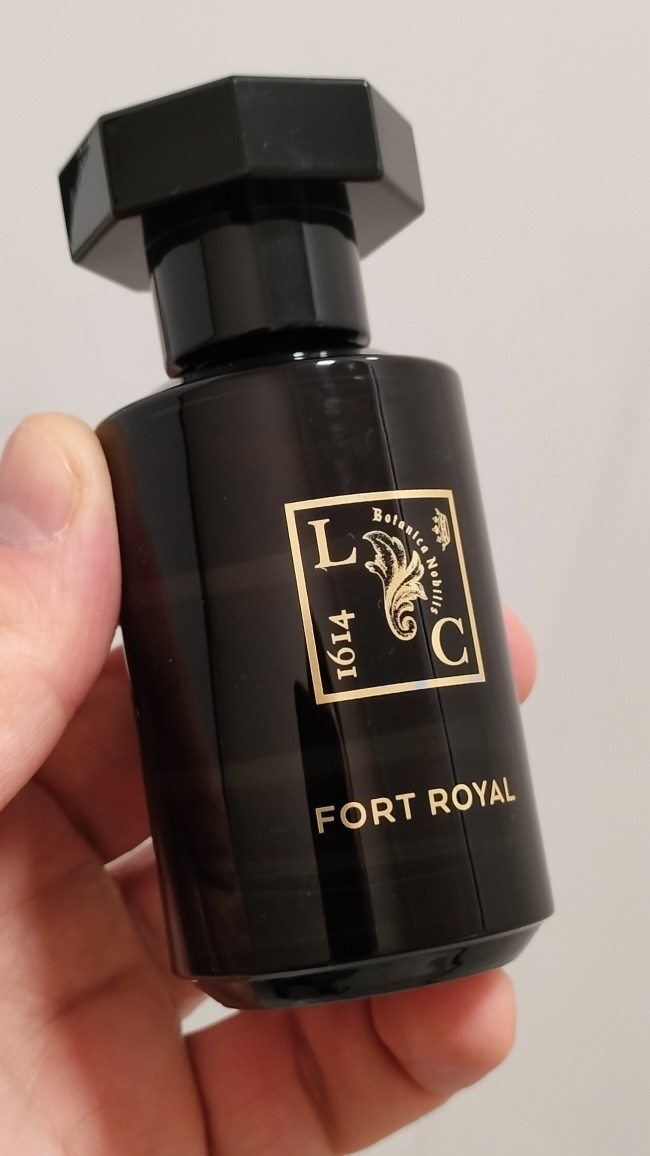 L
Botanica Nobilis
1614
C
FORT ROYAL